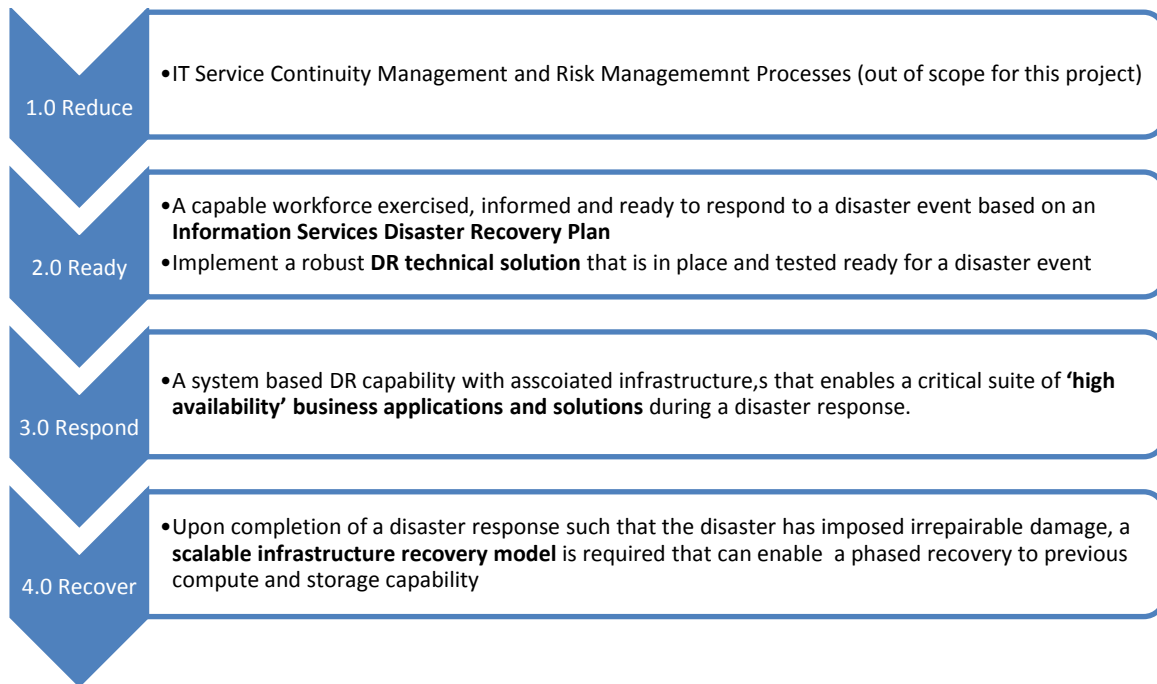 1.0 Reduce
•IT Service Continuity Management and Risk Managememnt Processes (out of scope for this project)
2.0 Ready
•A capable workforce exercised, informed and ready to respond to a disaster event based on an
Information Services Disaster Recovery Plan
•Implement a robust DR technical solution that is in place and tested ready for a disaster event
3.0 Respond
•A system based DR capability with asscoiated infrastructure,s that enables a critical suite of ‘high
availability’ business applications and solutions during a disaster response.
4.0 Recover
•Upon completion of a disaster response such that the disaster has imposed irrepairable damage, a
scalable infrastructure recovery model is required that can enable  a phased recovery to previous
compute and storage capability